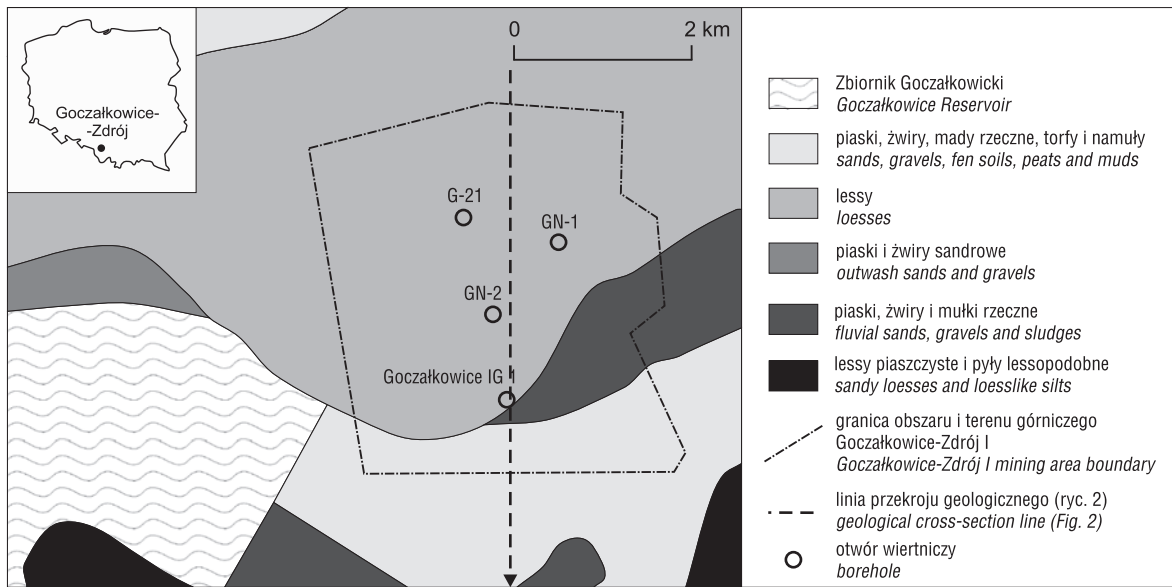 0
2 km
Goczałkowice-
-Zdrój
G-21
GN-1
GN-2
Goczałkowice IG 1
Zbiornik Goczałkowicki
Goczałkowice Reservoir
piaski, żwiry, mady rzeczne, torfy i namuły
sands, gravels, fen soils, peats and muds
lessy
loesses
piaski i żwiry sandrowe
outwash sands and gravels
piaski, żwiry i mułki rzeczne
fluvial sands, gravels and sludges
lessy piaszczyste i pyły lessopodobne
sandy loesses and loesslike silts
granica obszaru i terenu górniczego
Goczałkowice-Zdrój I
Goczałkowice-Zdrój I mining area boundary
linia przekroju geologicznego (ryc. 2)
geological cross-section line (Fig. 2)
otwór wiertniczy
borehole